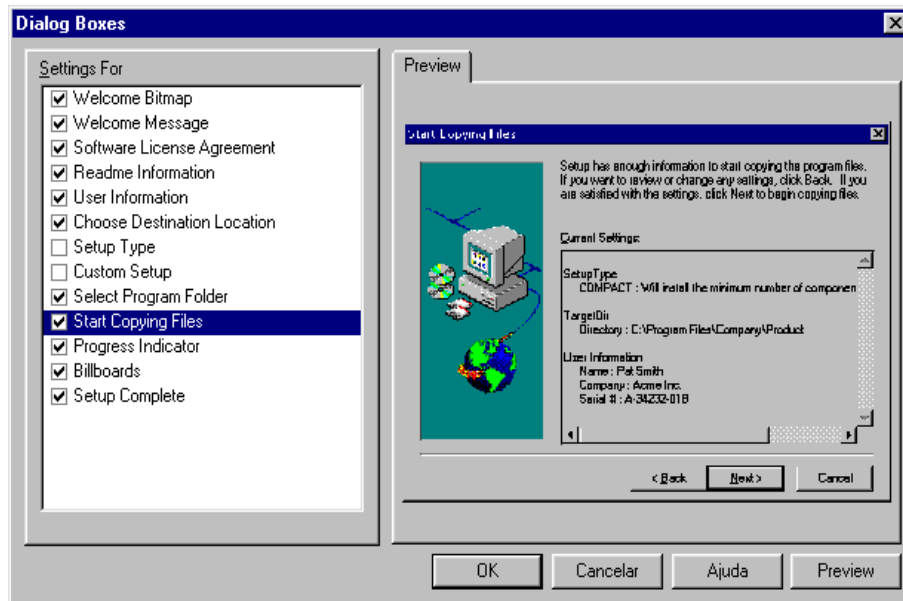 Dialog Boxes
Settings For
Welcome Bitmap
Welcome Message
Software License Agreement
Readme Information
User Information
Choose Destination Location
Setup Type
Custom Setup
Select Program Folder
Start Copying Files
Progress Indicator
Billboards
Setup Complete
Preview
Start Copying Files
Setup has enough information to start copying the program files.
If you want to review or change any settings, click Back. If you
are satisfied with the settings, click Next to begin copying files.
Current Settings:
SetupType
COMPACT : Will install the minimum number of componen
TargetDir
Directory : C:\Program Files\Company\Product
User Information
Name : Pat Smith
Company : Acme Inc.
Serial # : A-34232-01B
< Back
Next >
Cancel
OK
Cancelar
Ajuda
Preview